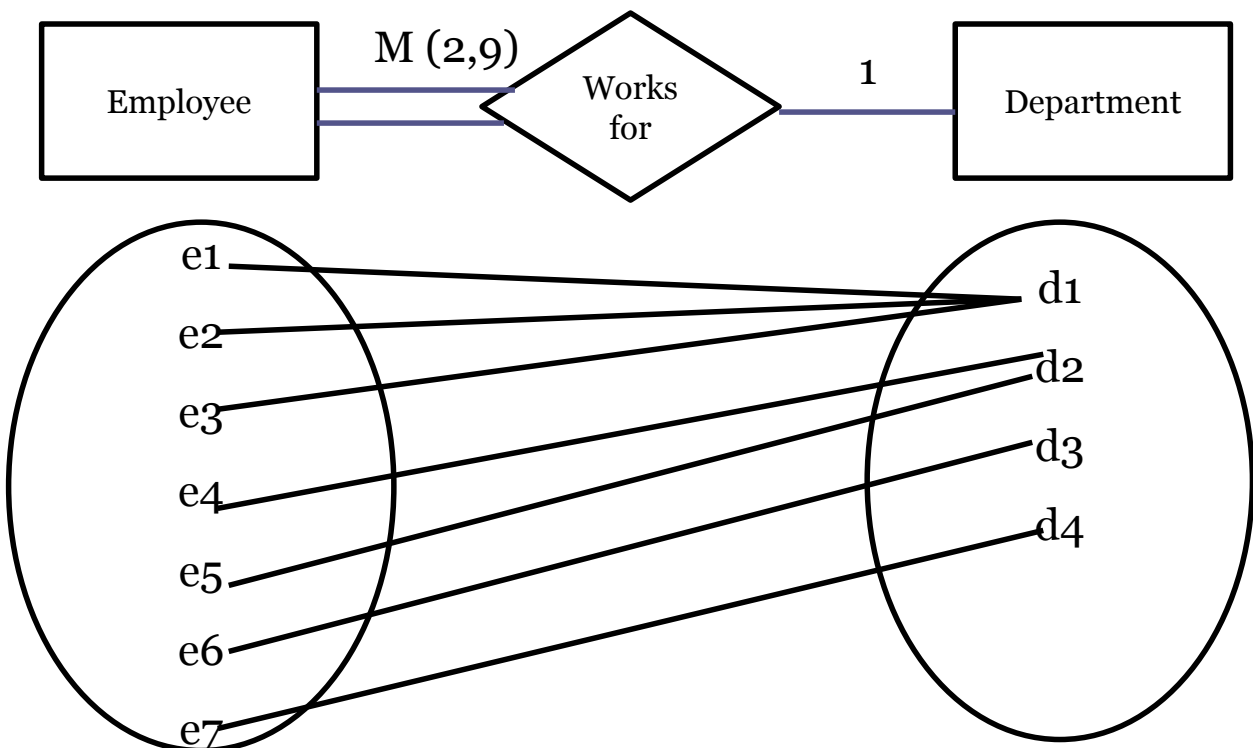 Employee
M (2,9)
Works
for
1
Department
e1
e2
e3
e4
e5
e6
e7
d1
d2
d3
d4